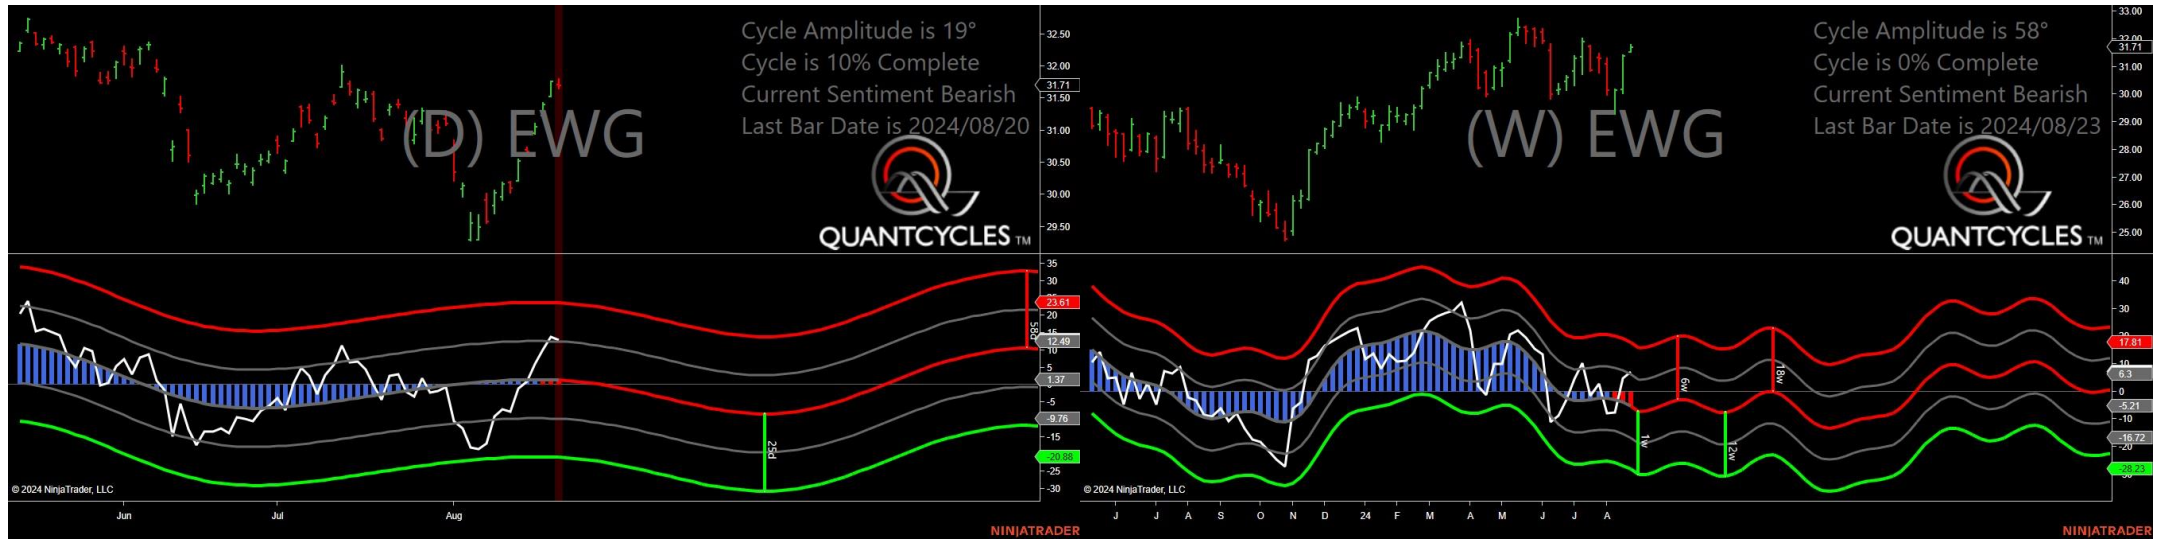 Cycle Amplitude is 19°
Cycle is 10% Complete
Current Sentiment Bearish
Last Bar Date is 2024/08/20
(D) EWG
QUANTCYCLES TM
32.50
32.00
31.71
31.50
31.00
30.50
30.00
29.50
35
30
23.61
20
15
12.49
10
1.37
-5
-9.76
-15
-20.88
-25
-30
58d
25d
© 2024 NinjaTrader, LLC
Jun
Jul
Aug
NINJATRADER
Cycle Amplitude is 58°
Cycle is 0% Complete
Current Sentiment Bearish
Last Bar Date is 2024/08/23
(W) EWG
QUANTCYCLES TM
33.00
32.00
31.71
31.00
30.00
29.00
28.00
27.00
26.00
25.00
40
30
20
17.81
10
6.3
0
-5.21
-10
-16.72
-20
-28.23
1w
6w
12w
18w
© 2024 NinjaTrader, LLC
J
J
A
S
O
N
D
24
F
M
A
M
J
J
A
NINJATRADER